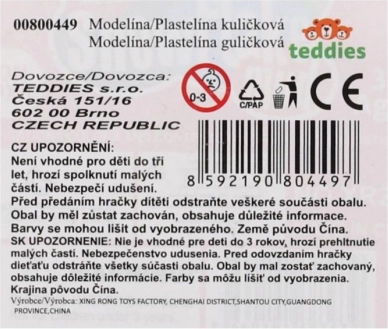 00800449 Modelína/Plastelína kuličková
Modelína/Plastelína guličková
teddies
Dovozce/Dovozca:
TEDDIES s.r.o.
Česká 151/16
602 00 Brno
CZECH REPUBLIC
0-3
C/PAP
CE
CZ UPOZORNĚNÍ:
Není vhodné pro děti do tří
let, hrozí spolknutí malých
částí. Nebezpečí udušení.
8 592190 804497
Před předáním hračky dítěti odstraňte veškeré součásti obalu.
Obal by měl zůstat zachován, obsahuje důležité informace.
Barvy se mohou lišit od vyobrazeného. Země původu Čína.
SK UPOZORNENIE: Nie je vhodné pre deti do 3 rokov, hrozí prehltnutie
malých částí. Nebezpečenstvo udusenia. Pred odovzdaním hračky
dieťaťu odstráňte všetky súčasti obalu. Obal by mal zostať zachovaný,
obsahuje dôležité informácie. Farby sa môžu líšiť od vyobrazenia.
Krajina pôvodu Čína.
Výrobce/Výrobca: XING RONG TOYS FACTORY, CHENGHAI DISTRICT,SHANTOU CITY,GUANGDONG
PROVINCE,CHINA